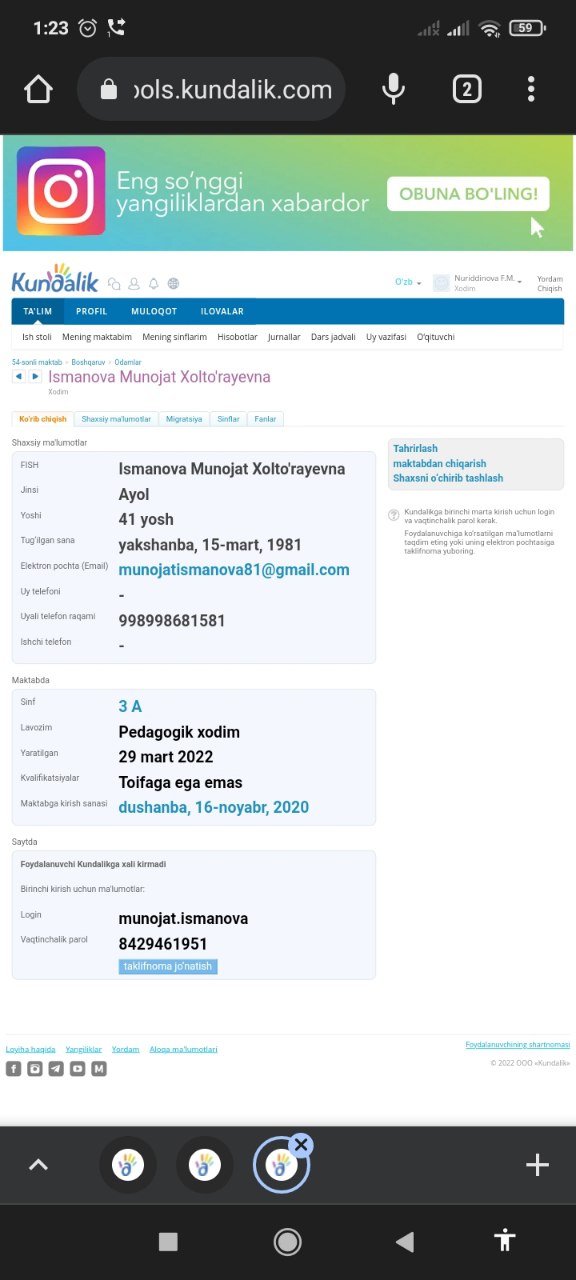 1:23
59
ools.kundalik.com
2
Eng so'nggi
yangiliklardan xabardor
OBUNA BO'LING!
Kundalik
O'zb
Nuriddinova F.M.
Xodim
Yordam
Chiqish
TA'LIM PROFIL MULOQOT ILOVALAR
Ish stoli Mening maktabim Mening sinflarim Hisobotlar Jurnallar Dars jadvali Uy vazifasi O'qituvchi
54-sonli maktab Boshqaruv Odamlar
Ismanova Munojat Xolto'rayevna
Xodim
Ko'rib chiqish Shaxsiy ma'lumotlar Migratsiya Sinflar Fanlar
Shaxsiy ma'lumotlar
FISH Ismanova Munojat Xolto'rayevna
Jinsi Ayol
Yoshi 41 yosh
Tug'ilgan sana yakshanba, 15-mart, 1981
Elektron pochta (Email) munojatismanova81@gmail.com
Uy telefoni -
Uyali telefon raqami 998998681581
Ishchi telefon -
Tahrirlash
maktabdan chiqarish
Shaxsni o'chirib tashlash
Kundalikga birinchi marta kirish uchun login
va vaqtinchalik parol kerak.
Foydalanuvchiga ko'rsatilgan ma'lumotlarni
taqdim eting yoki uning elektron pochtasiga
taklifnoma yuboring.
Maktabda
Sinf 3 A
Lavozim Pedagogik xodim
Yaratilgan 29 mart 2022
Kvalifikatsiyalar Toifaga ega emas
Maktabga kirish sanasi dushanba, 16-noyabr, 2020
Saytda
Foydalanuvchi Kundalikga xali kirmadi
Birinchi kirish uchun ma'lumotlar:
Login munojat.ismanova
Vaqtinchalik parol 8429461951
taklifnoma jo'natish
Loyiha haqida Yangiliklar Yordam Aloqa ma'lumotlari
Foydalanuvchining shartnomasi
© 2022 OOO «Kundalik»